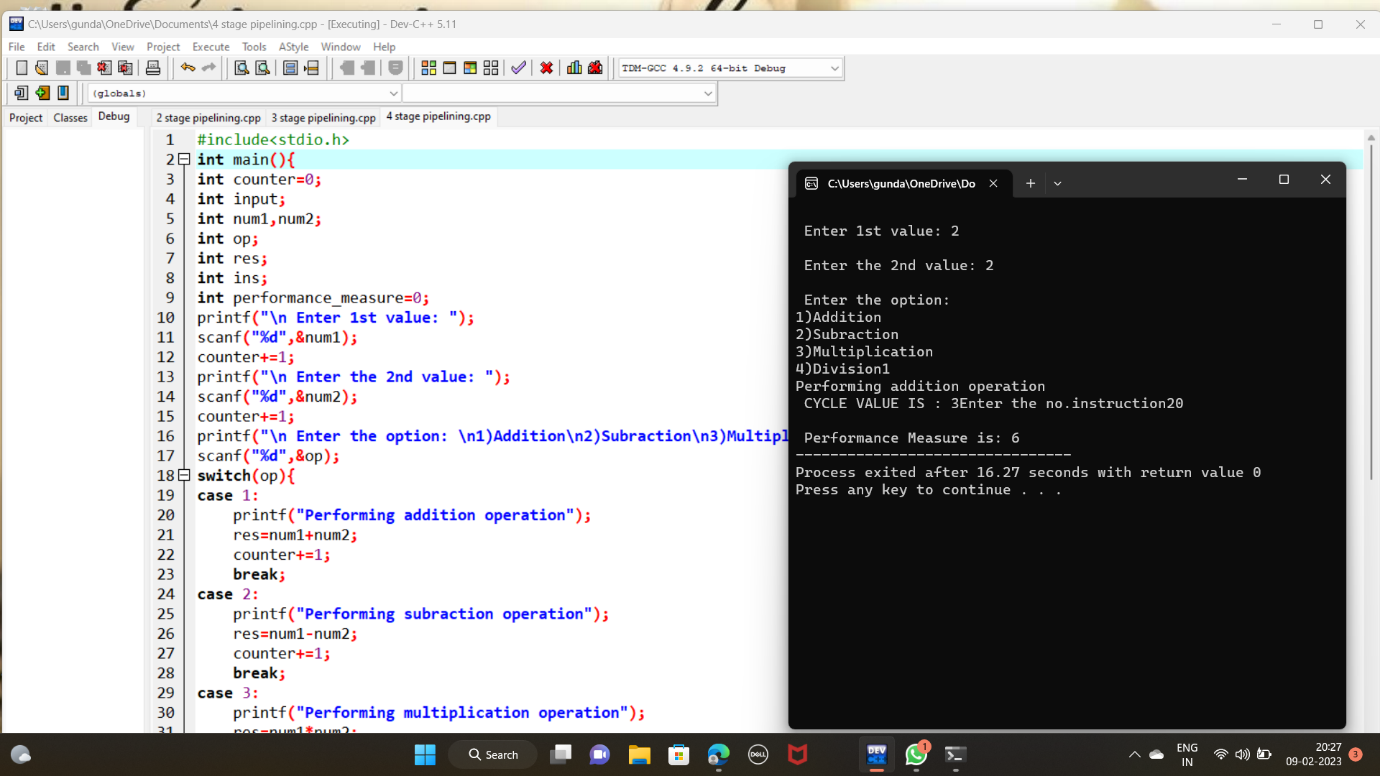 C:\Users\gunda\OneDrive\Documents\4 stage pipelining.cpp - [Executing] - Dev-C++ 5.11
File Edit Search View Project Execute Tools AStyle Window Help
TDM-GCC 4.9.2 64-bit Debug
(globals)
Project Classes Debug
2 stage pipelining.cpp 3 stage pipelining.cpp 4 stage pipelining.cpp
1 #include<stdio.h>
2 int main(){
3 int counter=0;
4 int input;
5 int num1,num2;
6 int op;
7 int res;
8 int ins;
9 int performance_measure=0;
10 printf("\n Enter 1st value: ");
11 scanf("%d",&num1);
12 counter+=1;
13 printf("\n Enter the 2nd value: ");
14 scanf("%d",&num2);
15 counter+=1;
16 printf("\n Enter the option: \n1)Addition\n2)Subraction\n3)Multipl
17 scanf("%d",&op);
18 switch(op){
19 case 1:
20 printf("Performing addition operation");
21 res=num1+num2;
22 counter+=1;
23 break;
24 case 2:
25 printf("Performing subraction operation");
26 res=num1-num2;
27 counter+=1;
28 break;
29 case 3:
30 printf("Performing multiplication operation");
31 res=num1*num2;
C:\Users\gunda\OneDrive\Do
Enter 1st value: 2
Enter the 2nd value: 2
Enter the option:
1)Addition
2)Subraction
3)Multiplication
4)Division1
Performing addition operation
CYCLE VALUE IS : 3Enter the no.instruction20
Performance Measure is: 6
--------------------------------
Process exited after 16.27 seconds with return value 0
Press any key to continue . . .
Search
DELL
DEV
1
ENG
IN
20:27
09-02-2023
3